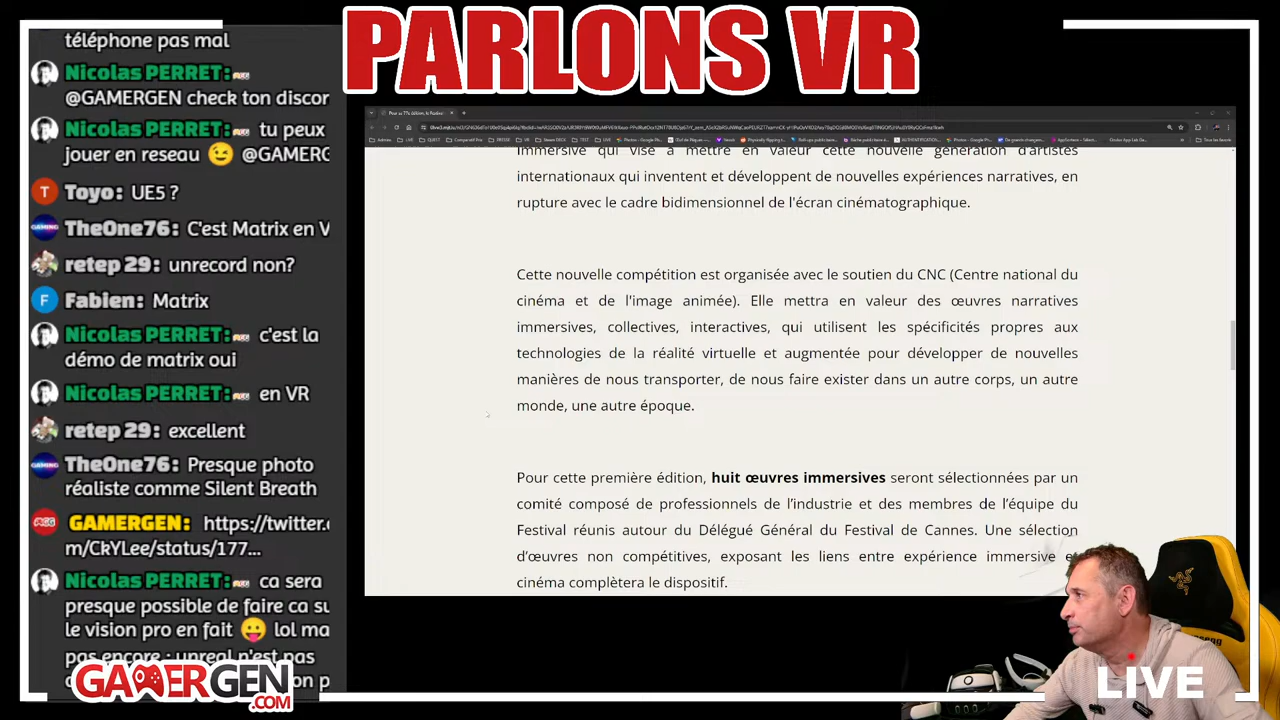 PARLONS VR
téléphone pas mal
Nicolas PERRET:
@GAMERGEN check ton discor
Nicolas PERRET: tu peux
jouer en reseau 😉 @GAMERG
Toyo: UE5 ?
TheOne76: C'est Matrix en V
retep 29: unrecord non?
Fabien: Matrix
Nicolas PERRET: c'est la
démo de matrix oui
Nicolas PERRET: en VR
retep 29: excellent
TheOne76: Presque photo
réaliste comme Silent Breath
GAMERGEN: https://twitter.
m/CkYLee/status/177...
Nicolas PERRET: ca sera
presque possible de faire ca su
le vision pro en fait 😛 lol ma
pas encore : unreal n'est pas
GAMERGEN
.COM
immersive qui vise à mettre en valeur cette nouvelle génération d'artistes
internationaux qui inventent et développent de nouvelles expériences narratives, en
rupture avec le cadre bidimensionnel de l'écran cinématographique.
Cette nouvelle compétition est organisée avec le soutien du CNC (Centre national du
cinéma et de l'image animée). Elle mettra en valeur des œuvres narratives
immersives, collectives, interactives, qui utilisent les spécificités propres aux
technologies de la réalité virtuelle et augmentée pour développer de nouvelles
manières de nous transporter, de nous faire exister dans un autre corps, un autre
monde, une autre époque.
Pour cette première édition, huit œuvres immersives seront sélectionnées par un
comité composé de professionnels de l’industrie et des membres de l’équipe du
Festival réunis autour du Délégué Général du Festival de Cannes. Une sélection
d’œuvres non compétitives, exposant les liens entre expérience immersive et
cinéma complètera le dispositif.
LIVE